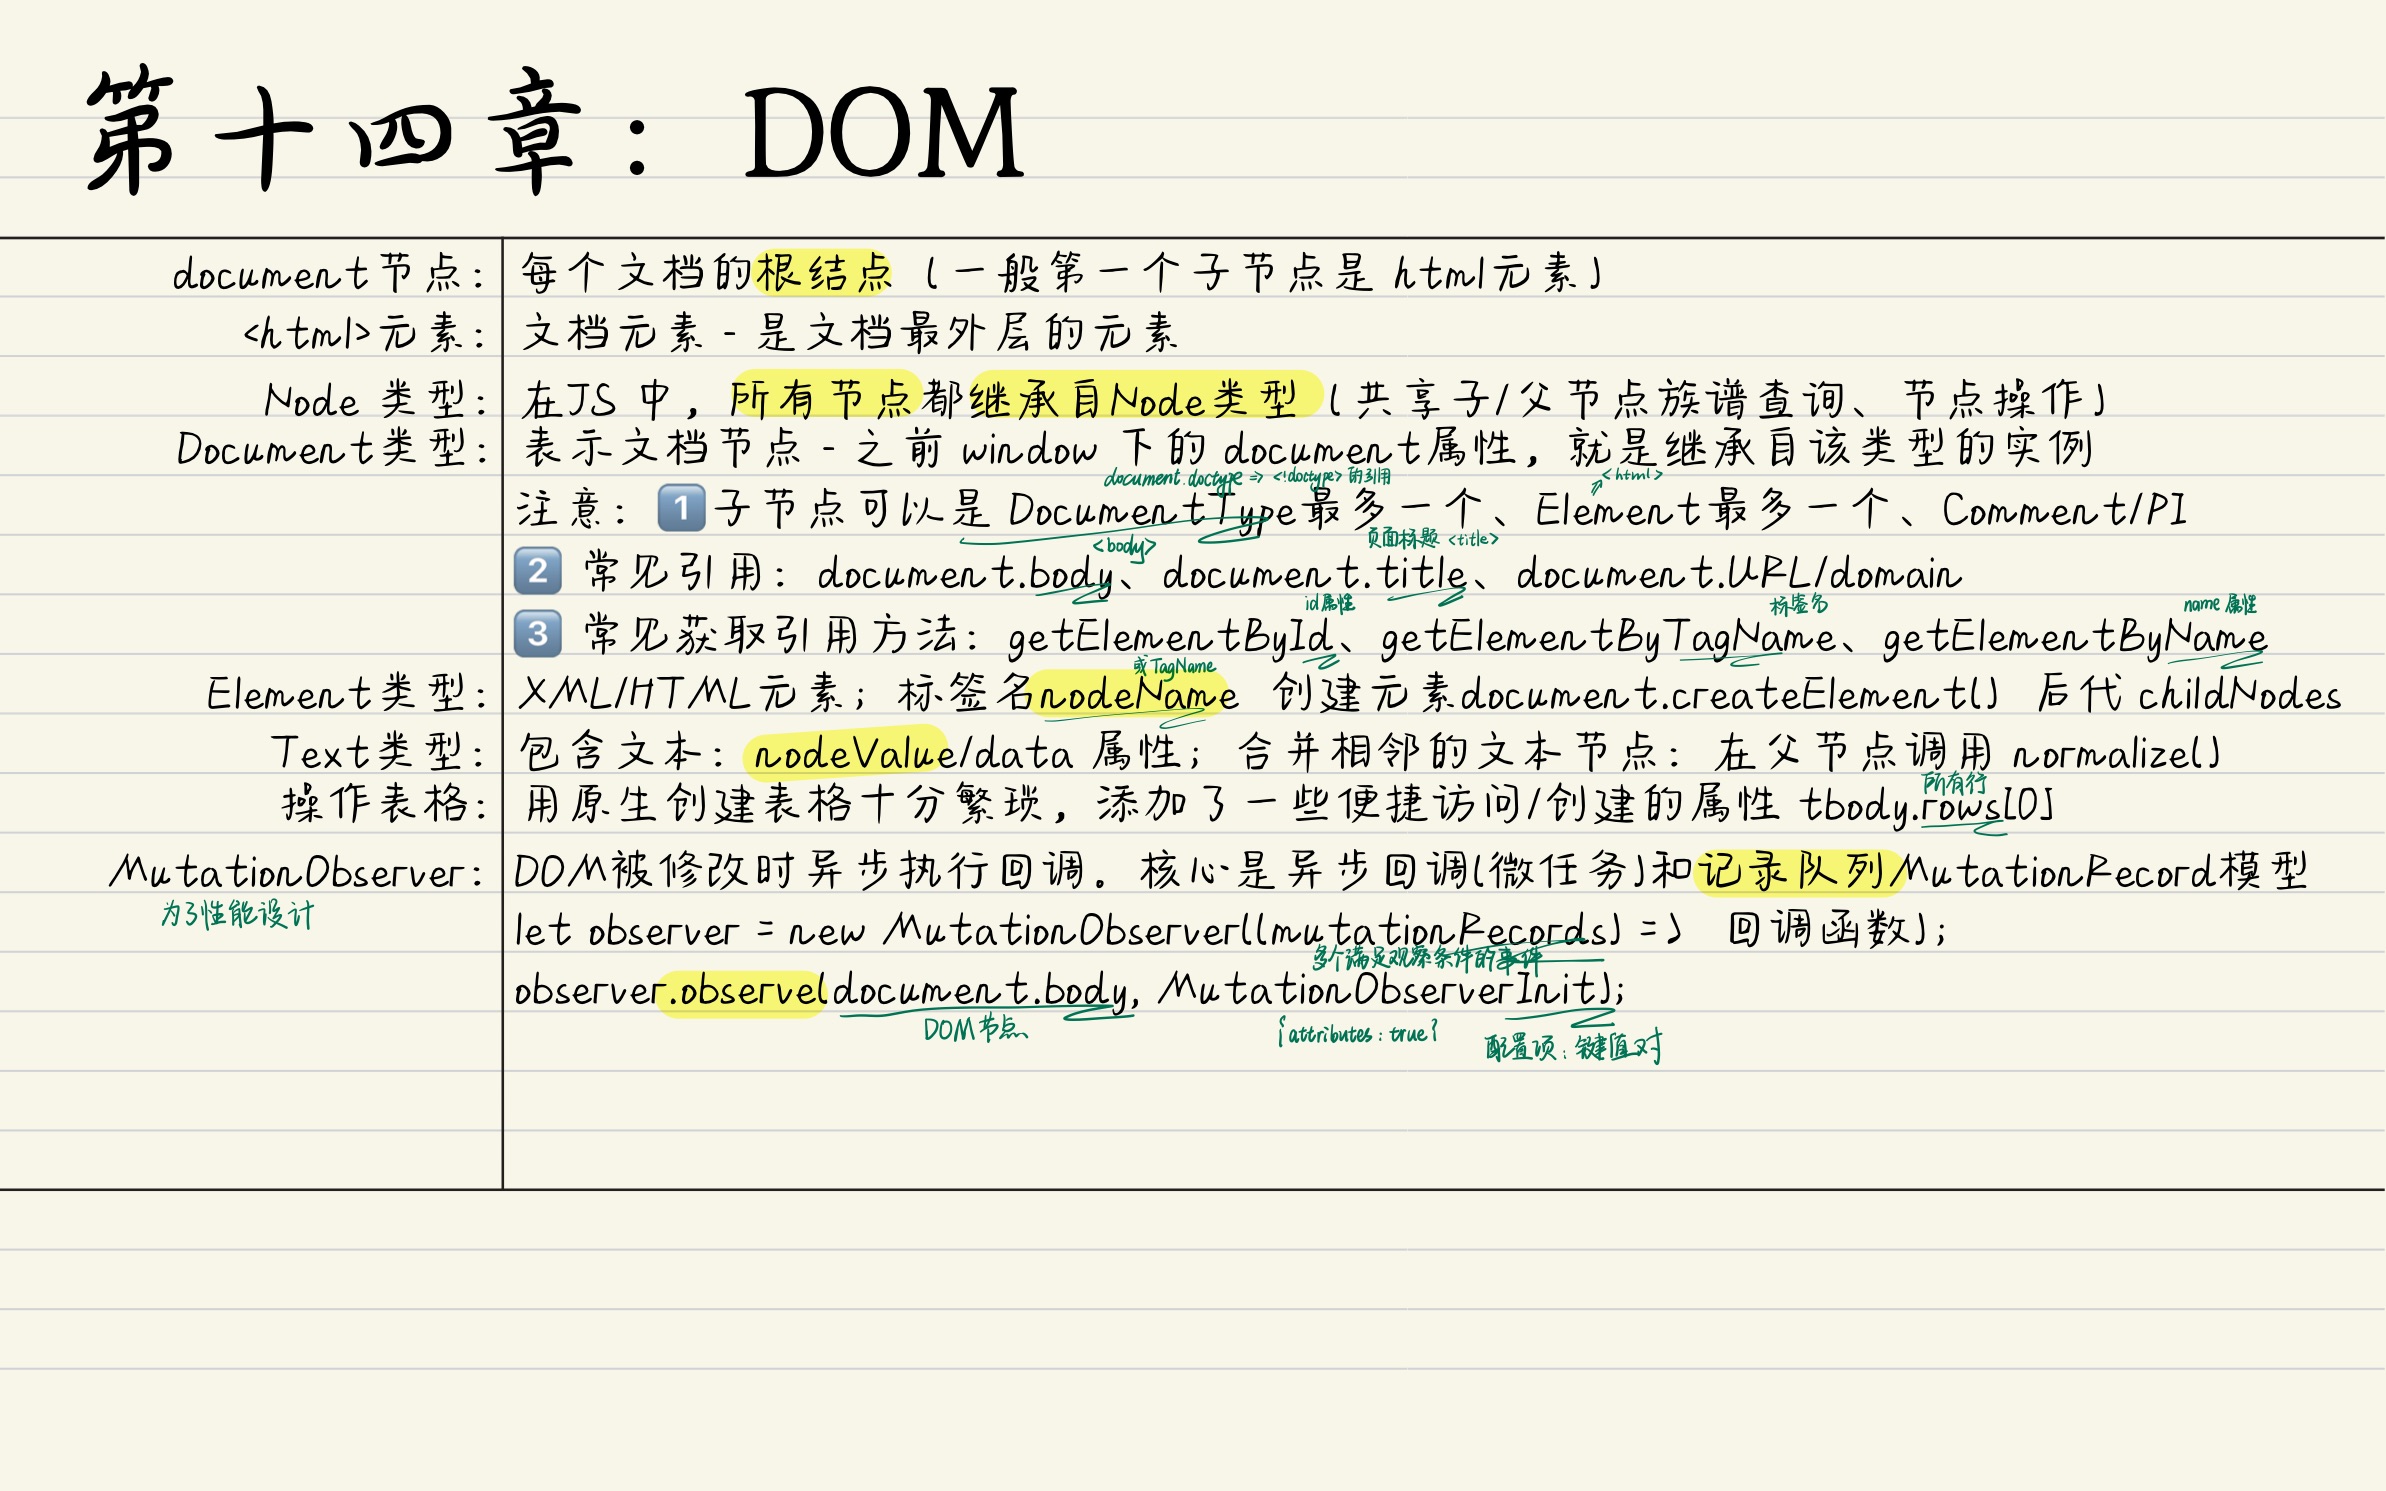 第十四章：DOM
document节点：每个文档的根结点（一般第一个子节点是 html元素）
<html>元素：文档元素 - 是文档最外层的元素
Node 类型：在JS 中，所有节点都继承自Node类型（共享子/父节点族谱查询、节点操作）
Document类型：表示文档节点 - 之前 window 下的 document属性，就是继承自该类型的实例
document.doctype => <!doctype> 的引用 <html>
注意：1 子节点可以是 DocumentType最多一个、Element最多一个、Comment/PI
<body> 页面标题 <title>
2 常见引用：document.body、document.title、document.URL/domain
id属性 标签名 name 属性
3 常见获取引用方法：getElementById、getElementByTagName、getElementByName
或TagName
Element类型：XML/HTML元素；标签名nodeName 创建元素document.createElement() 后代 childNodes
Text类型：包含文本：nodeValue/data 属性；合并相邻的文本节点：在父节点调用 normalize()
所有行
操作表格：用原生创建表格十分繁琐，添加了一些便捷访问/创建的属性 tbody.rows[0]
MutationObserver：DOM被修改时异步执行回调。核心是异步回调(微任务)和记录队列MutationRecord模型
为了性能设计
let observer = new MutationObserver((mutationRecords) => 回调函数);
多个满足观察条件的事件
observer.observe(document.body, MutationObserverInit);
DOM节点 {attributes: true} 配置项：键值对